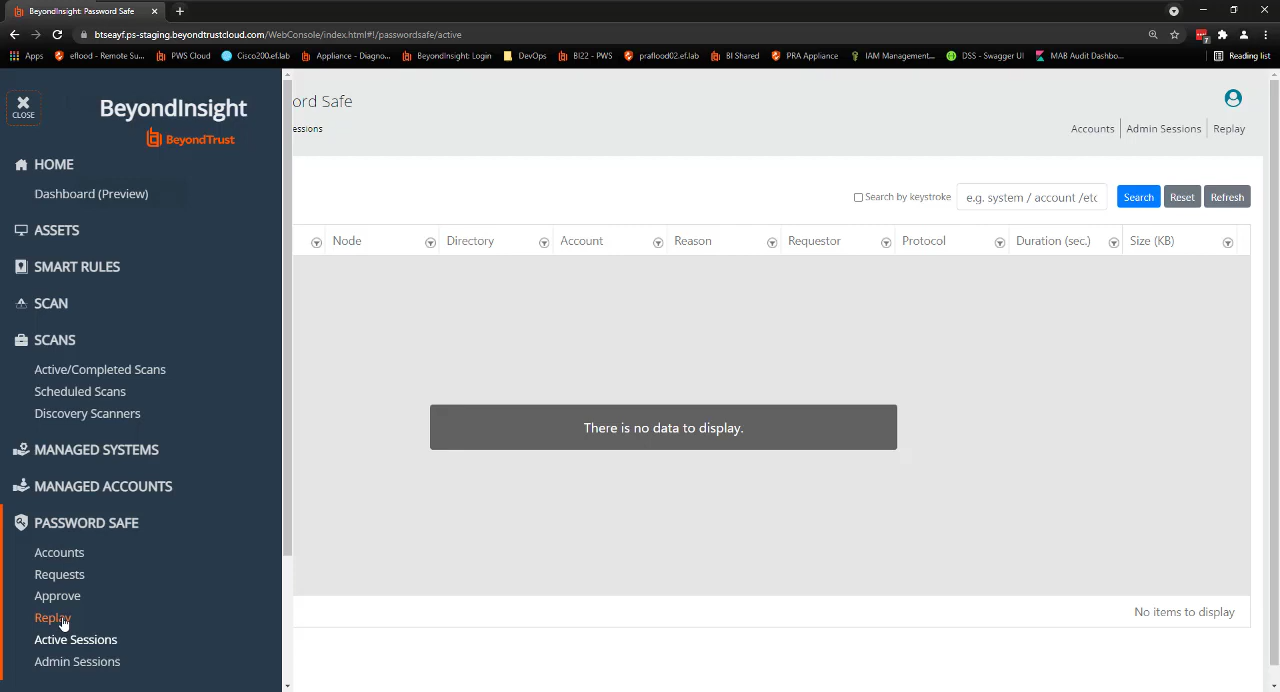 BeyondInsight: Password Safe
btseayf.ps-staging.beyondtrustcloud.com/WebConsole/index.html#!/passwordsafe/active
Apps eflood - Remote Su... PWS Cloud Cisco200.ef.lab Appliance - Diagno... BeyondInsight: Login DevOps BI22 - PWS praflood02.ef.lab BI Shared PRA Appliance IAM Management... DSS - Swagger UI MAB Audit Dashbo... Reading list
CLOSE
BeyondInsight
BeyondTrust
ord Safe
essions
Accounts Admin Sessions Replay
HOME
Dashboard (Preview)
ASSETS
SMART RULES
SCAN
SCANS
Active/Completed Scans
Scheduled Scans
Discovery Scanners
MANAGED SYSTEMS
MANAGED ACCOUNTS
PASSWORD SAFE
Accounts
Requests
Approve
Replay
Active Sessions
Admin Sessions
Search by keystroke e.g. system / account /etc Search Reset Refresh
Node Directory Account Reason Requestor Protocol Duration (sec.) Size (KB)
There is no data to display.
No items to display